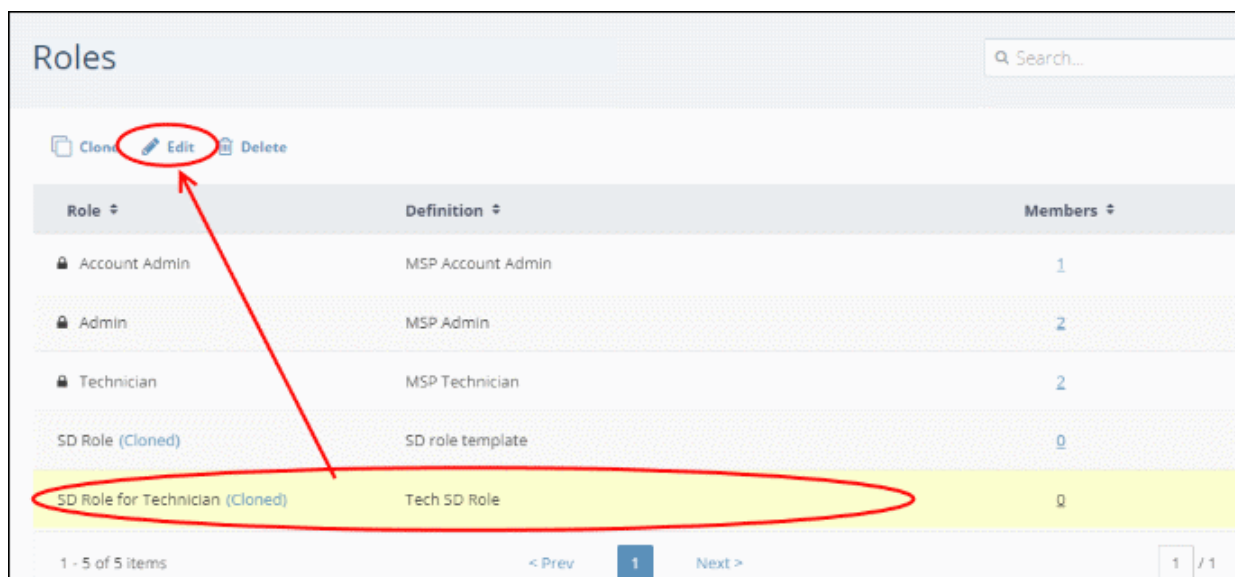 Roles
Search...
Clone Edit Delete
Role Definition Members
Account Admin MSP Account Admin 1
Admin MSP Admin 2
Technician MSP Technician 2
SD Role (Cloned) SD role template 0
SD Role for Technician (Cloned) Tech SD Role 0
1 - 5 of 5 items < Prev 1 Next > 1 / 1